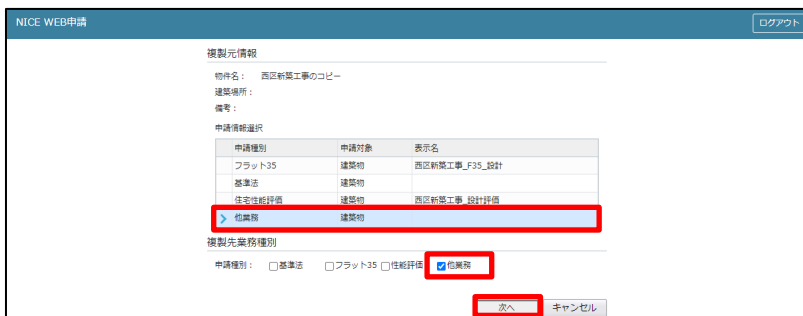 NICE WEB申請 ログアウト
複製元情報
物件名： 西区新築工事のコピー
建築場所：
備考：
申請情報選択
申請種別 申請対象 表示名
フラット35 建築物 西区新築工事_F35_設計
基準法 建築物
住宅性能評価 建築物 西区新築工事_設計評価
他業務 建築物
複製先業務種別
申請種別： 基準法 フラット35 性能評価 他業務
次へ キャンセル